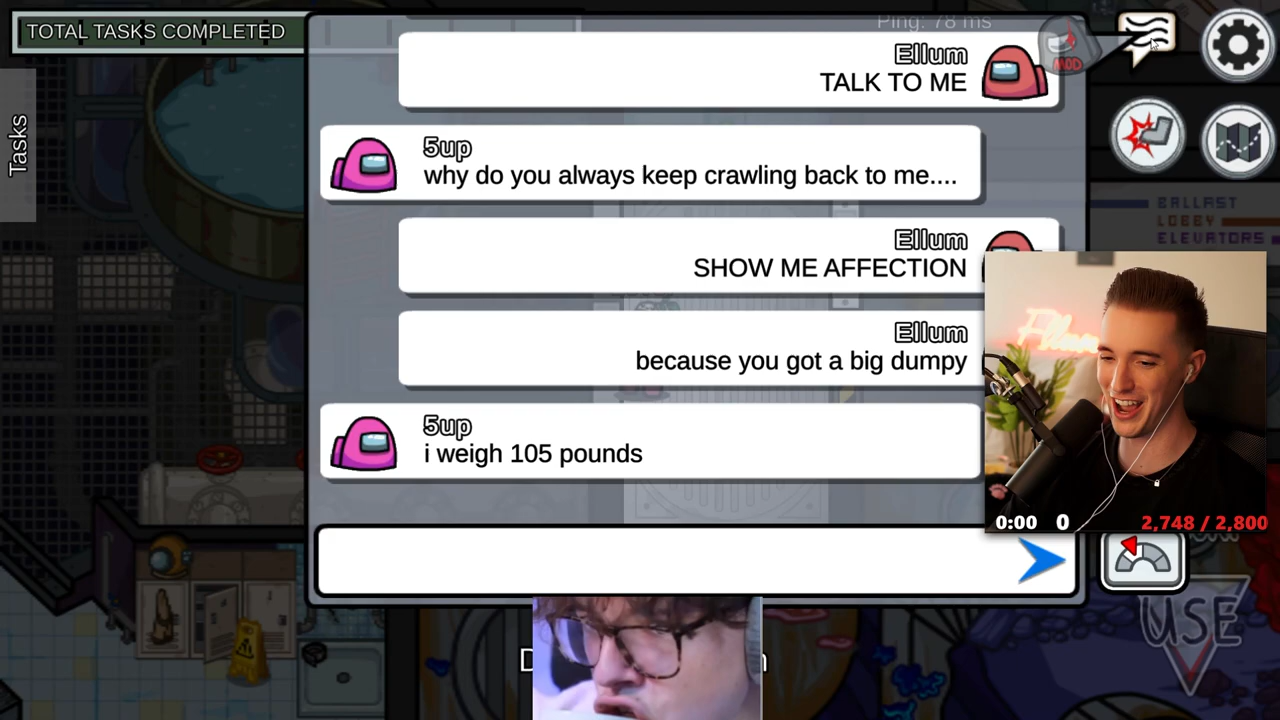 TOTAL TASKS COMPLETED
Ping: 78 ms
Tasks
Ellum
TALK TO ME
MOD
5up
why do you always keep crawling back to me....
Ellum
SHOW ME AFFECTION
Ellum
because you got a big dumpy
5up
i weigh 105 pounds
BALLAST
LOBBY
ELEVATORS
Ellum
0:00 0 2,748 / 2,800
USE